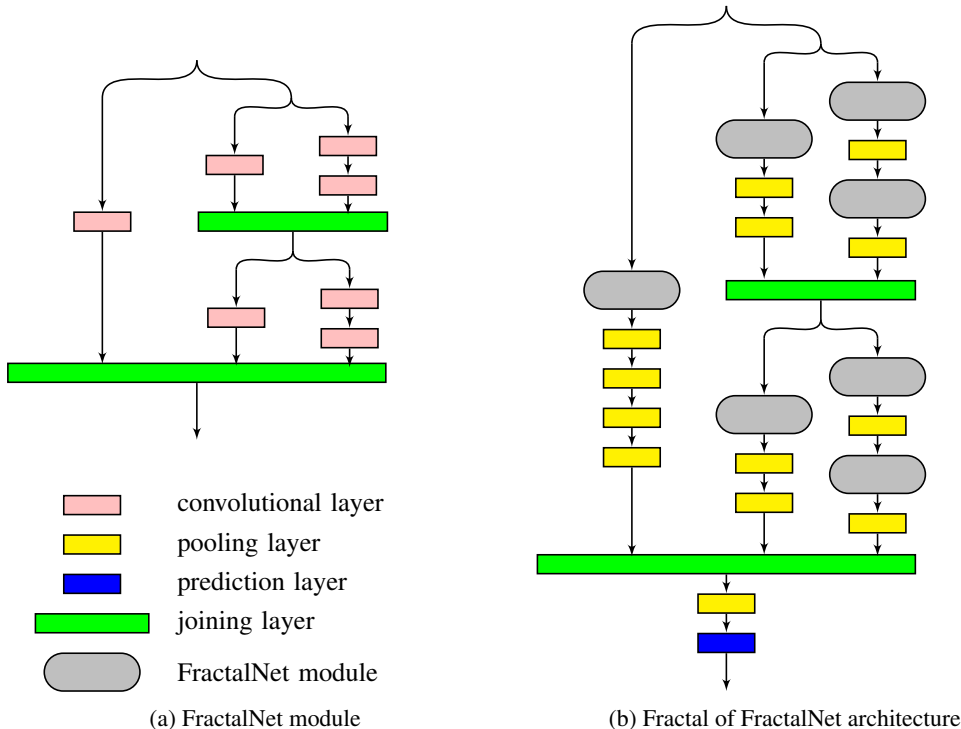 convolutional layer
pooling layer
prediction layer
joining layer
FractalNet module
(a) FractalNet module
(b) Fractal of FractalNet architecture